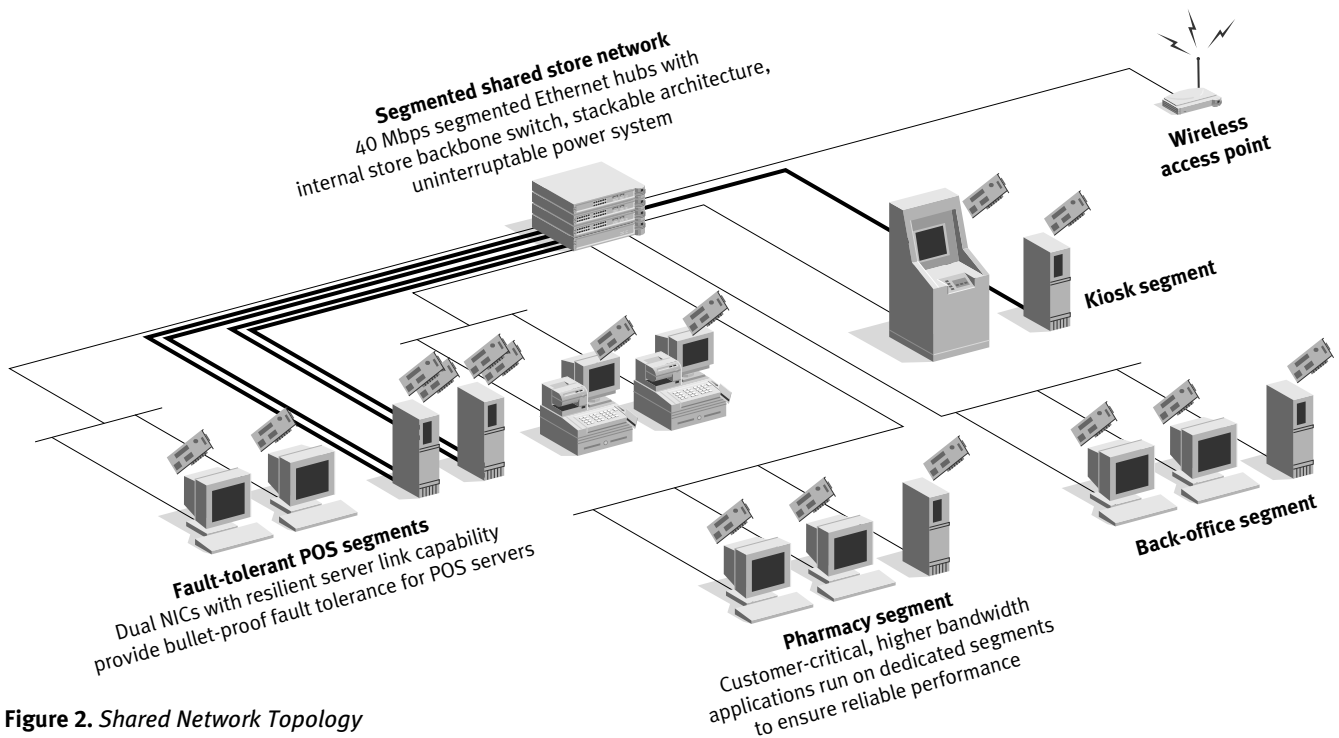 Segmented shared store network
40 Mbps segmented Ethernet hubs with
internal store backbone switch, stackable architecture,
uninterruptable power system
Wireless
access point
Kiosk segment
Back-office segment
Fault-tolerant POS segments
Dual NICs with resilient server link capability
provide bullet-proof fault tolerance for POS servers
Pharmacy segment
Customer-critical, higher bandwidth
applications run on dedicated segments
to ensure reliable performance
Figure 2. Shared Network Topology